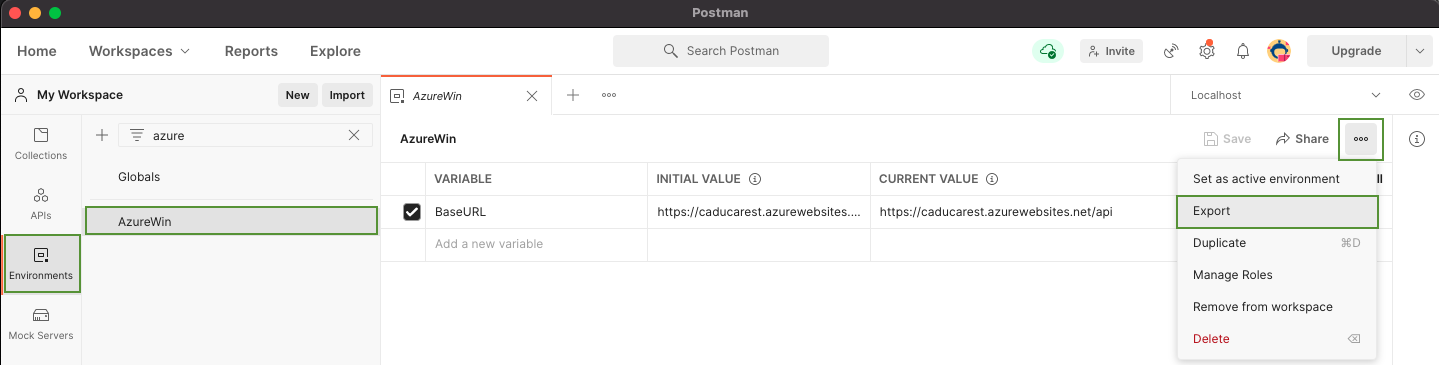 Postman
Home Workspaces Reports Explore Search Postman Invite Upgrade
My Workspace New Import AzureWin Localhost
Collections
APIs
Environments
Mock Servers
azure
Globals
AzureWin
AzureWin Save Share
VARIABLE INITIAL VALUE CURRENT VALUE
BaseURL https://caducarest.azurewebsites.... https://caducarest.azurewebsites.net/api
Add a new variable
Set as active environment
Export
Duplicate ⌘D
Manage Roles
Remove from workspace
Delete